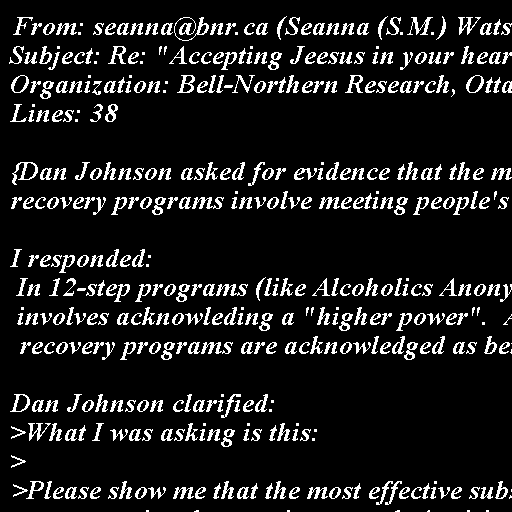 From: seanna@bnr.ca (Seanna (S.M.) Wats
Subject: Re: "Accepting Jeesus in your hear
Organization: Bell-Northern Research, Otta
Lines: 38

{Dan Johnson asked for evidence that the m
recovery programs involve meeting people's

I responded:
In 12-step programs (like Alcoholics Anony
involves acknowleding a "higher power". A
recovery programs are acknowledged as be

Dan Johnson clarified:
>What I was asking is this:
>
>Please show me that the most effective subs